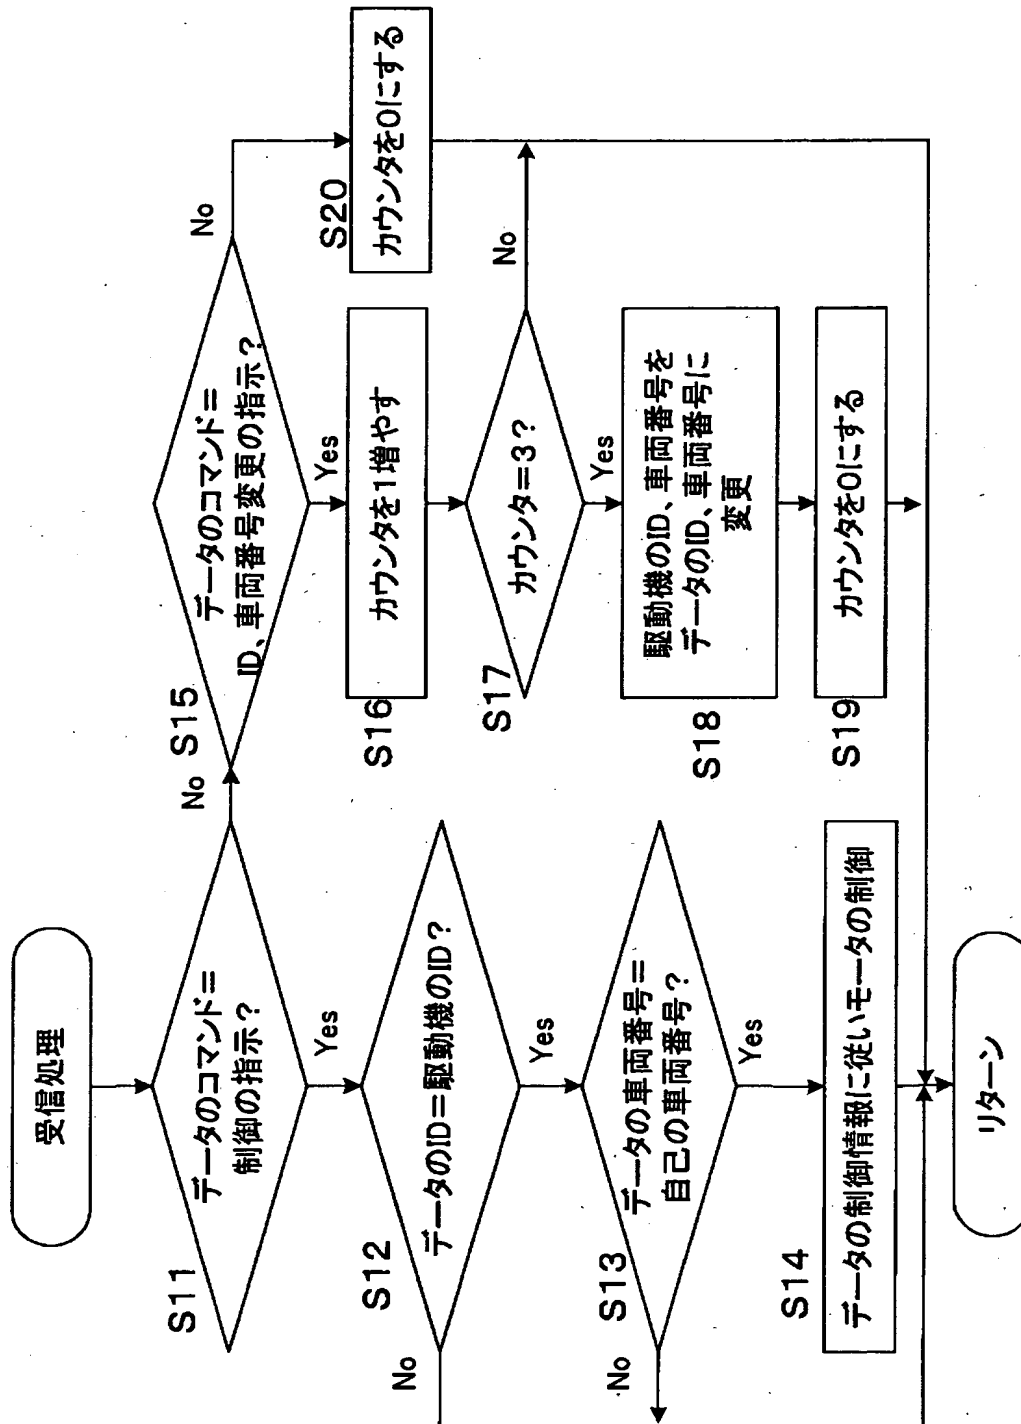 受信処理
S11
データのコマンド＝
制御の指示？
No
Yes
S12
データのID＝駆動機のID？
No
Yes
S13
データの車両番号＝
自己の車両番号？
No
Yes
S14
データの制御情報に従いモータの制御
リターン
S15
データのコマンド＝
ID、車両番号変更の指示？
No
Yes
S16
カウンタを1増やす
S17
カウンタ＝3？
No
Yes
S18
駆動機のID、車両番号を
データのID、車両番号に
変更
S19
カウンタを0にする
S20
カウンタを0にする